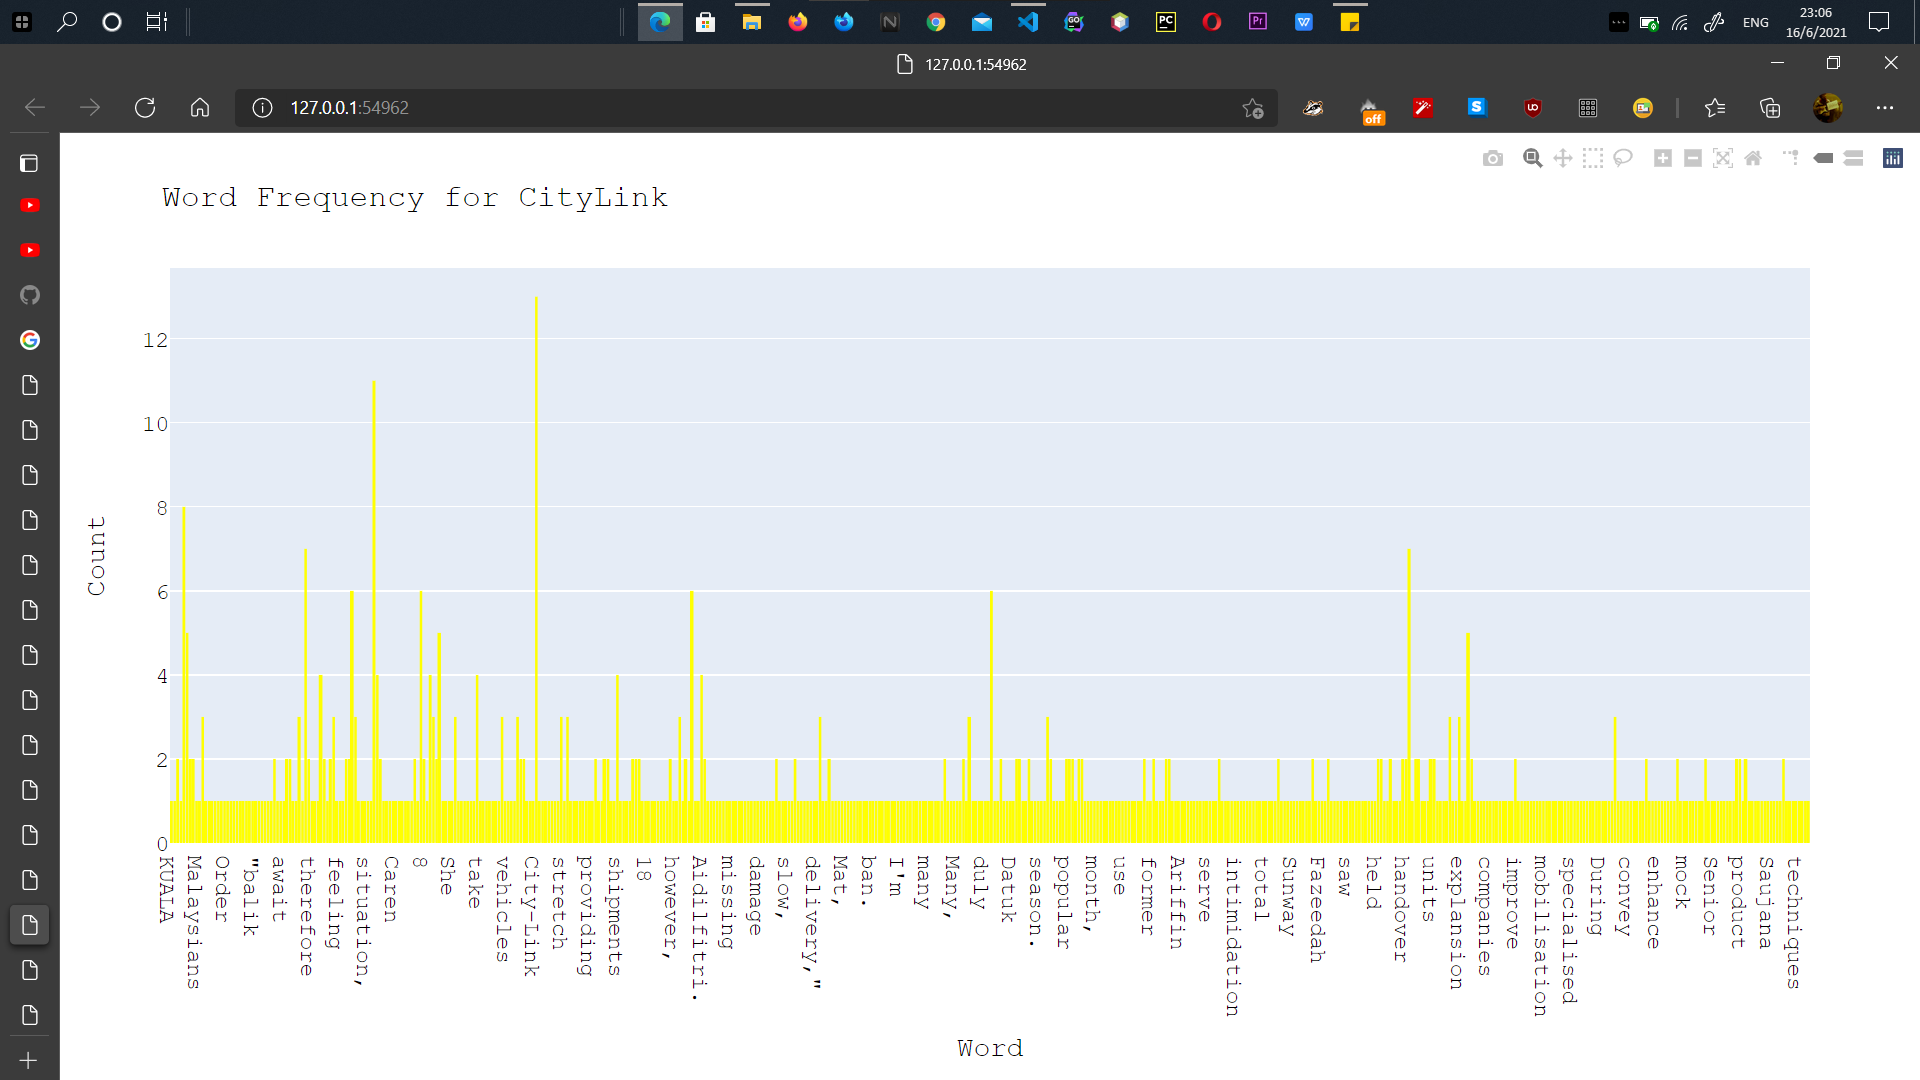 ENG
23:06
16/6/2021
127.0.0.1:54962
127.0.0.1:54962
off
Word Frequency for CityLink
Count
12
10
8
6
4
2
0
KUALA
Malaysians
Order
"balik
await
therefore
feeling
situation,
Caren
8
She
take
vehicles
City-Link
stretch
providing
shipments
18
however,
Aidilfitri.
missing
damage
slow,
delivery,"
Mat,
ban.
I'm
many
Many,
duly
Datuk
season.
popular
month,
use
former
Ariffin
serve
intimidation
total
Sunway
Fazeedah
saw
held
handover
units
explansion
companies
improve
mobilisation
specialised
During
convey
enhance
mock
Senior
product
Saujana
techniques
Word